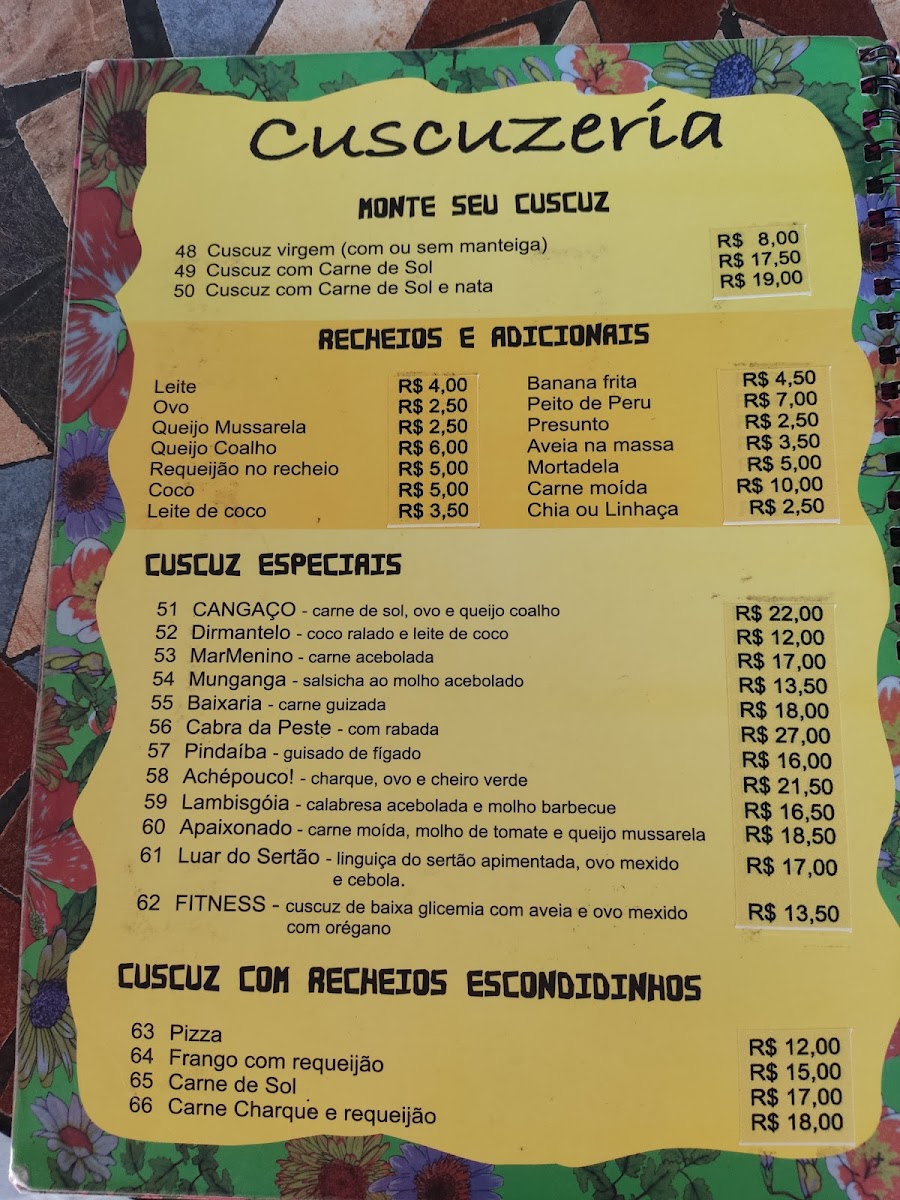 Cuscuzeria
MONTE SEU CUSCUZ
48 Cuscuz virgem (com ou sem manteiga) R$ 8,00
49 Cuscuz com Carne de Sol R$ 17,50
50 Cuscuz com Carne de Sol e nata R$ 19,00
RECHEIOS E ADICIONAIS
Leite R$ 4,00 Banana frita R$ 4,50
Ovo R$ 2,50 Peito de Peru R$ 7,00
Queijo Mussarela R$ 2,50 Presunto R$ 2,50
Queijo Coalho R$ 6,00 Aveia na massa R$ 3,50
Requeijão no recheio R$ 5,00 Mortadela R$ 5,00
Coco R$ 5,00 Carne moída R$ 10,00
Leite de coco R$ 3,50 Chia ou Linhaça R$ 2,50
CUSCUZ ESPECIAIS
51 CANGAÇO - carne de sol, ovo e queijo coalho R$ 22,00
52 Dirmantelo - coco ralado e leite de coco R$ 12,00
53 MarMenino - carne acebolada R$ 17,00
54 Munganga - salsicha ao molho acebolado R$ 13,50
55 Baixaria - carne guizada R$ 18,00
56 Cabra da Peste - com rabada R$ 27,00
57 Pindaíba - guisado de fígado R$ 16,00
58 Achépouco! - charque, ovo e cheiro verde R$ 21,50
59 Lambisgóia - calabresa acebolada e molho barbecue R$ 16,50
60 Apaixonado - carne moída, molho de tomate e queijo mussarela R$ 18,50
61 Luar do Sertão - linguiça do sertão apimentada, ovo mexido R$ 17,00
e cebola.
62 FITNESS - cuscuz de baixa glicemia com aveia e ovo mexido R$ 13,50
com orégano
CUSCUZ COM RECHEIOS ESCONDIDINHOS
63 Pizza R$ 12,00
64 Frango com requeijão R$ 15,00
65 Carne de Sol R$ 17,00
66 Carne Charque e requeijão R$ 18,00